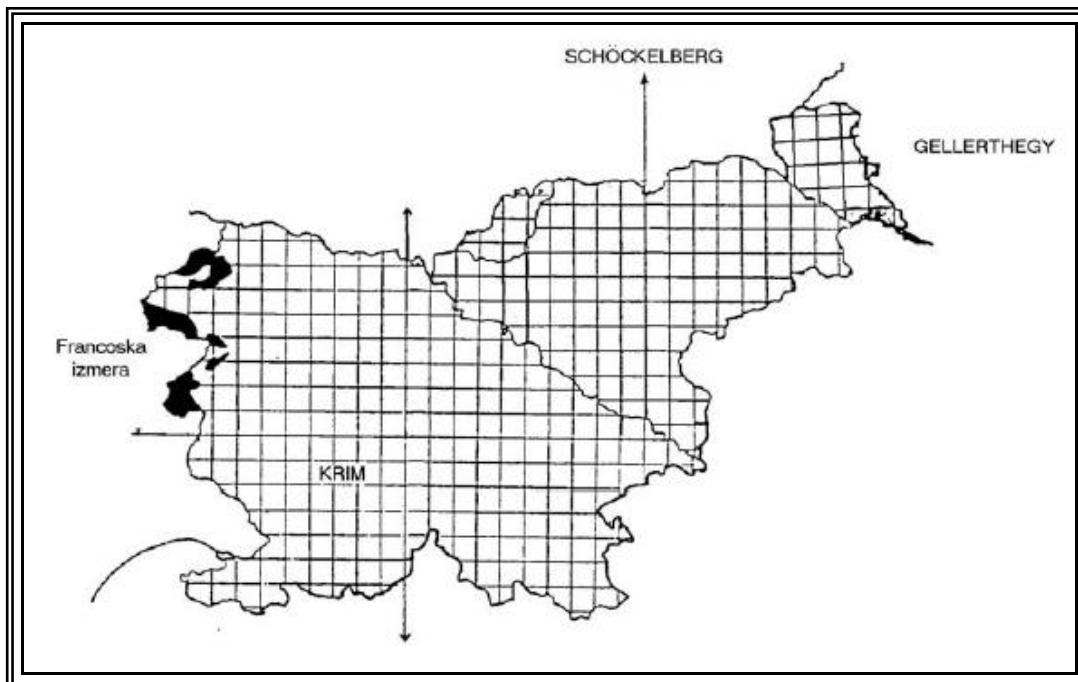 SCHÖCKELBERG
GELLERTHEGY
Francoska
izmera
KRIM